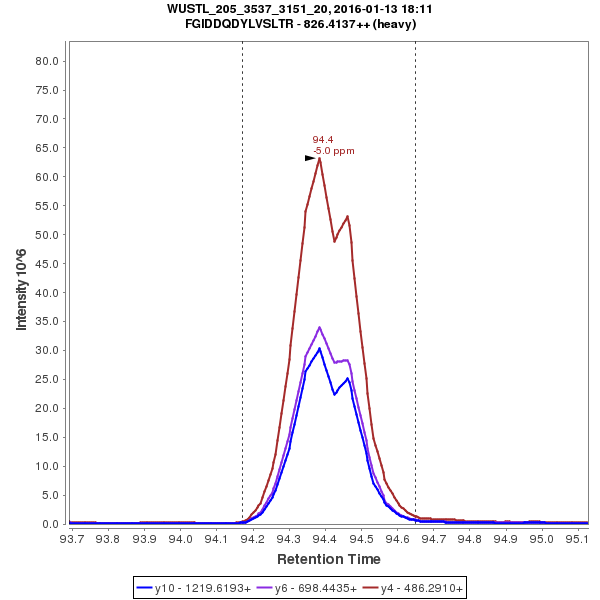 WUSTL_205_3537_3151_20, 2016-01-13 18:11
FGIDDQDYLVSLTR - 826.4137++ (heavy)
Intensity 10^6
80.0
75.0
70.0
65.0
60.0
55.0
50.0
45.0
40.0
35.0
30.0
25.0
20.0
15.0
10.0
5.0
0.0
94.4
-5.0 ppm
93.7 93.8 93.9 94.0 94.1 94.2 94.3 94.4 94.5 94.6 94.7 94.8 94.9 95.0 95.1
Retention Time
y10 - 1219.6193+ y6 - 698.4435+ y4 - 486.2910+